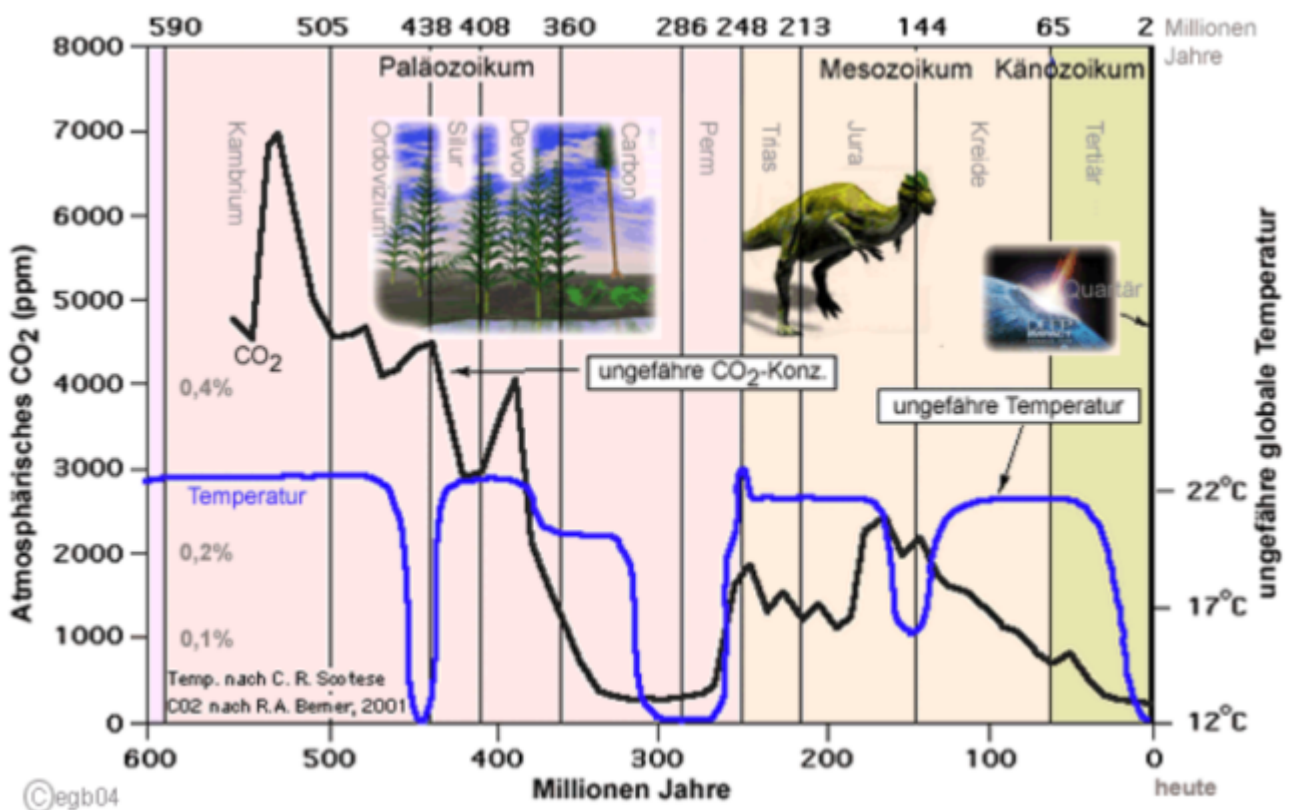 590 505 438 408 360 286 248 213 144 65 2 Millionen
Jahre
8000
7000
6000
5000
4000
3000
2000
1000
0
Atmosphärisches CO2 (ppm)
Paläozoikum
Mesozoikum
Känozoikum
Kambrium
Ordovizium
Silur
Devon
Carbon
Perm
Trias
Jura
Kreide
Tertiär
Quartär
CO2
0,4%
ungefähre CO2-Konz.
ungefähre Temperatur
Temperatur
0,2%
0,1%
Temp. nach C. R. Scotese
CO2 nach R.A. Berner, 2001
22°C
17°C
12°C
ungefähre globale Temperatur
600 500 400 300 200 100 0
Millionen Jahre
heute
©egb04